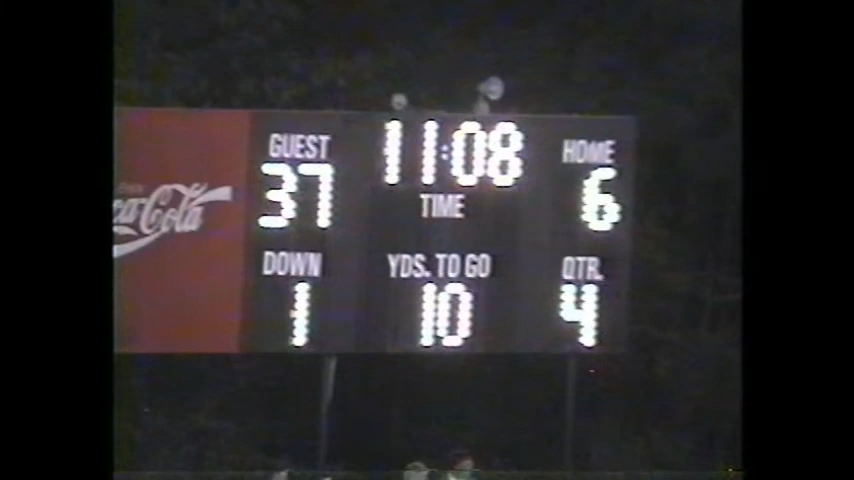 GUEST 11:08 HOME
37 TIME 6
Coca-Cola
DOWN YDS. TO GO QTR.
1 10 4